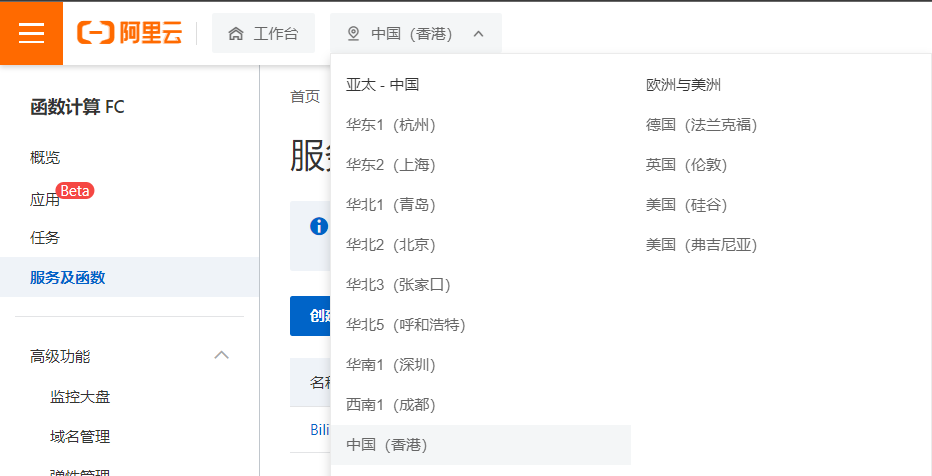 阿里云
工作台
中国（香港）
函数计算 FC
概览
应用 Beta
任务
服务及函数
高级功能
监控大盘
域名管理
弹性管理
首页
服
创
名
Bili
亚太 - 中国
华东1（杭州）
华东2（上海）
华北1（青岛）
华北2（北京）
华北3（张家口）
华北5（呼和浩特）
华南1（深圳）
西南1（成都）
中国（香港）
欧洲与美洲
德国（法兰克福）
英国（伦敦）
美国（硅谷）
美国（弗吉尼亚）